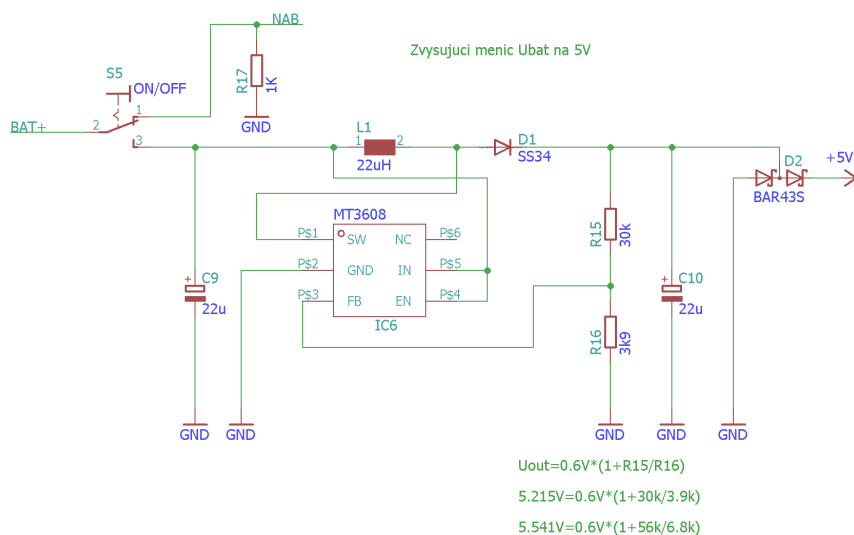 NAB
Zvysujuci menic Ubat na 5V
S5
ON/OFF
R17
1K
1
BAT+
2
3
GND
L1
1
2
22uH
D1
SS34
D2
+5V
BAR43S
MT3608
P$1
SW
NC
P$6
P$2
GND
IN
P$5
P$3
FB
EN
P$4
IC6
R15
30k
C9
+
22u
C10
+
22u
R16
3k9
GND
GND
GND
GND
GND
Uout=0.6V*(1+R15/R16)
5.215V=0.6V*(1+30k/3.9k)
5.541V=0.6V*(1+56k/6.8k)